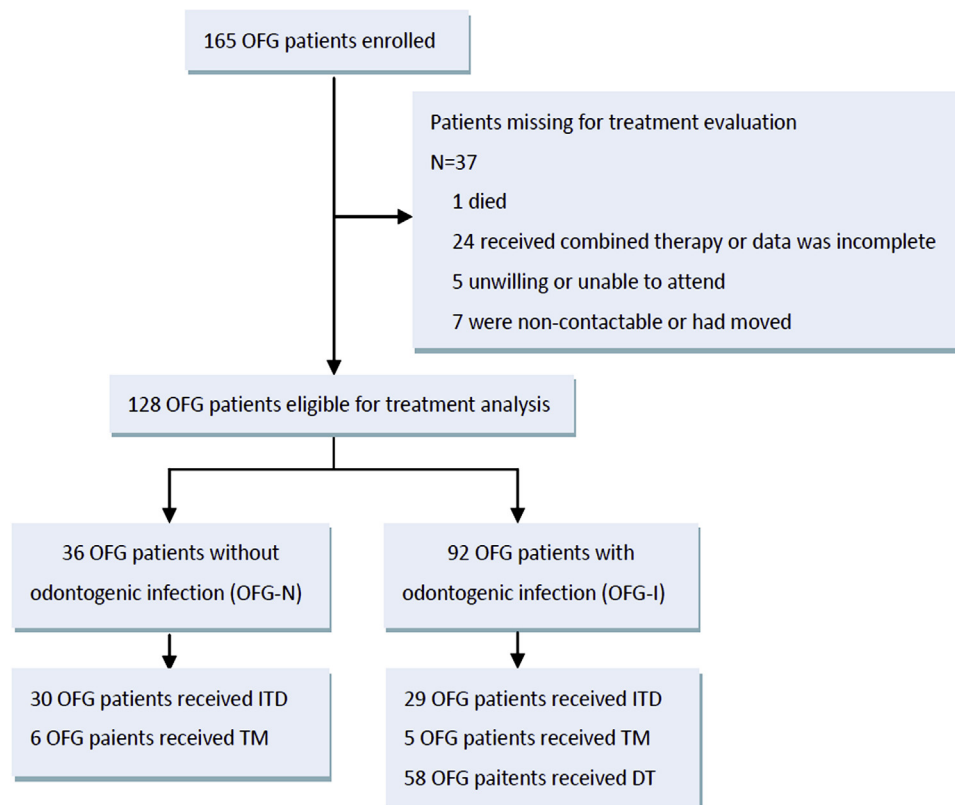 165 OFG patients enrolled
Patients missing for treatment evaluation
N=37
1 died
24 received combined therapy or data was incomplete
5 unwilling or unable to attend
7 were non-contactable or had moved
128 OFG patients eligible for treatment analysis
36 OFG patients without
odontogenic infection (OFG-N)
92 OFG patients with
odontogenic infection (OFG-I)
30 OFG patients received ITD
6 OFG paients received TM
29 OFG patients received ITD
5 OFG patients received TM
58 OFG paitents received DT